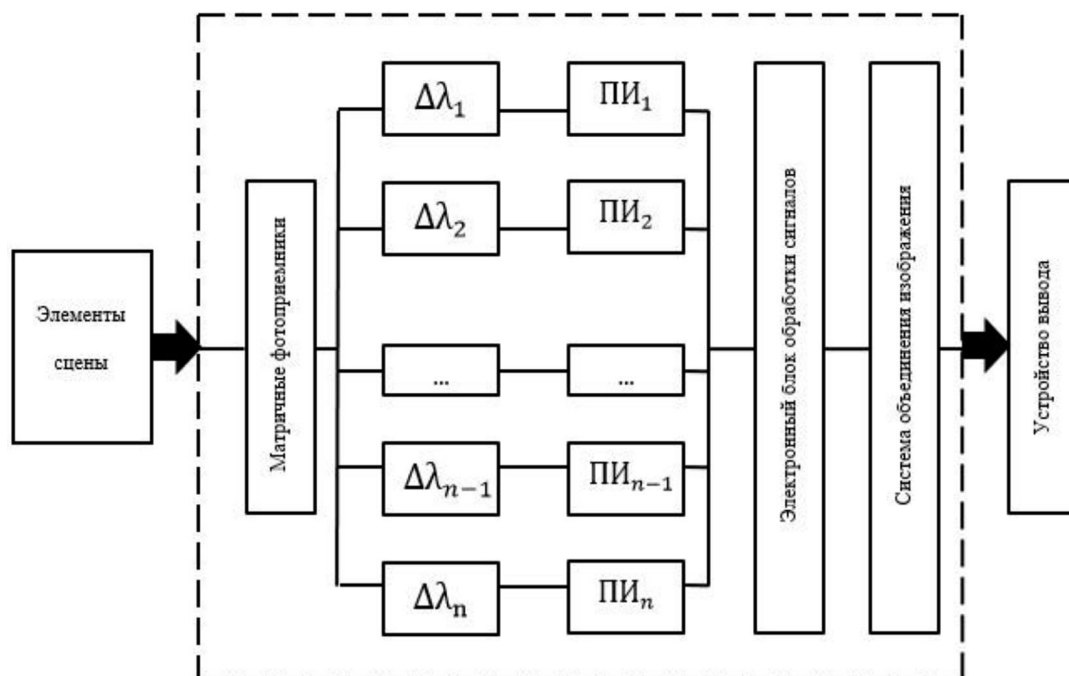 Элементы
сцены
Матричные фотоприемники
Δλ₁
ПИ₁
Δλ₂
ПИ₂
...
...
Δλₙ₋₁
ПИₙ₋₁
Δλₙ
ПИₙ
Электронный блок обработки сигналов
Система объединения изображения
Устройство вывода